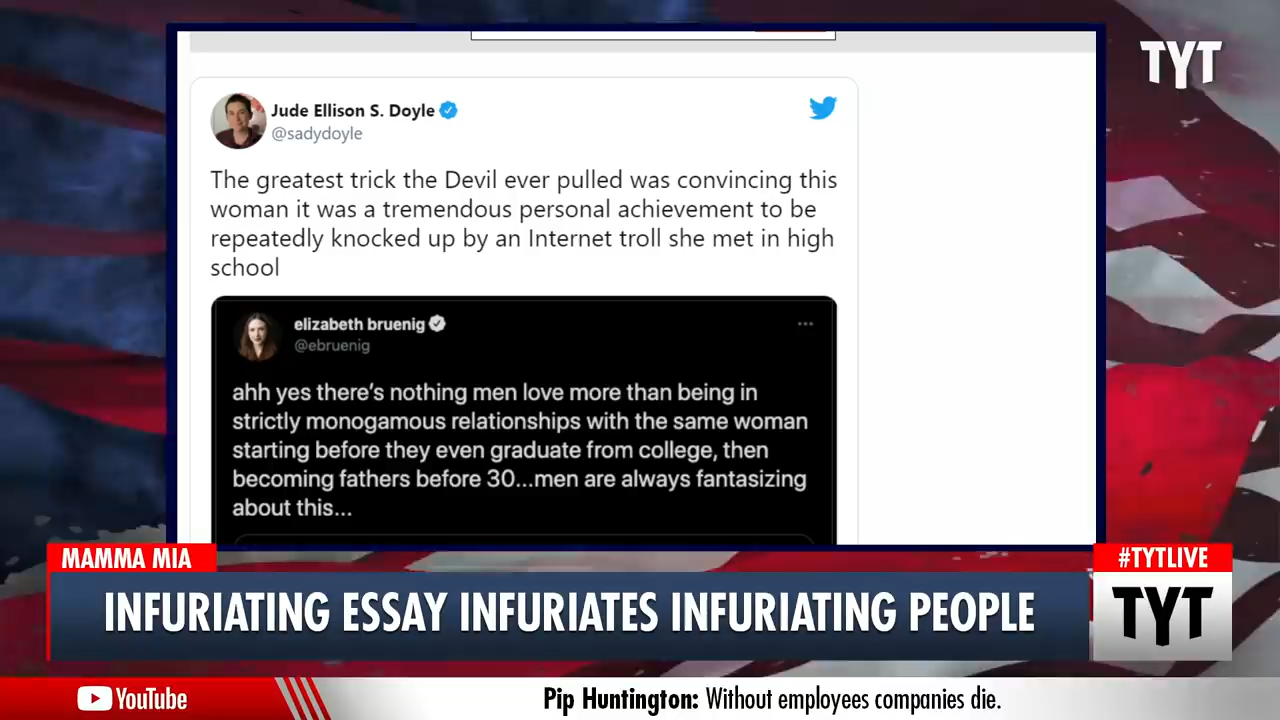 TYT
Jude Ellison S. Doyle
@sadydoyle
The greatest trick the Devil ever pulled was convincing this
woman it was a tremendous personal achievement to be
repeatedly knocked up by an Internet troll she met in high
school
elizabeth bruenig
@ebruenig
ahh yes there's nothing men love more than being in
strictly monogamous relationships with the same woman
starting before they even graduate from college, then
becoming fathers before 30...men are always fantasizing
about this...
MAMMA MIA
#TYTLIVE
INFURIATING ESSAY INFURIATES INFURIATING PEOPLE
TYT
YouTube
Pip Huntington: Without employees companies die.